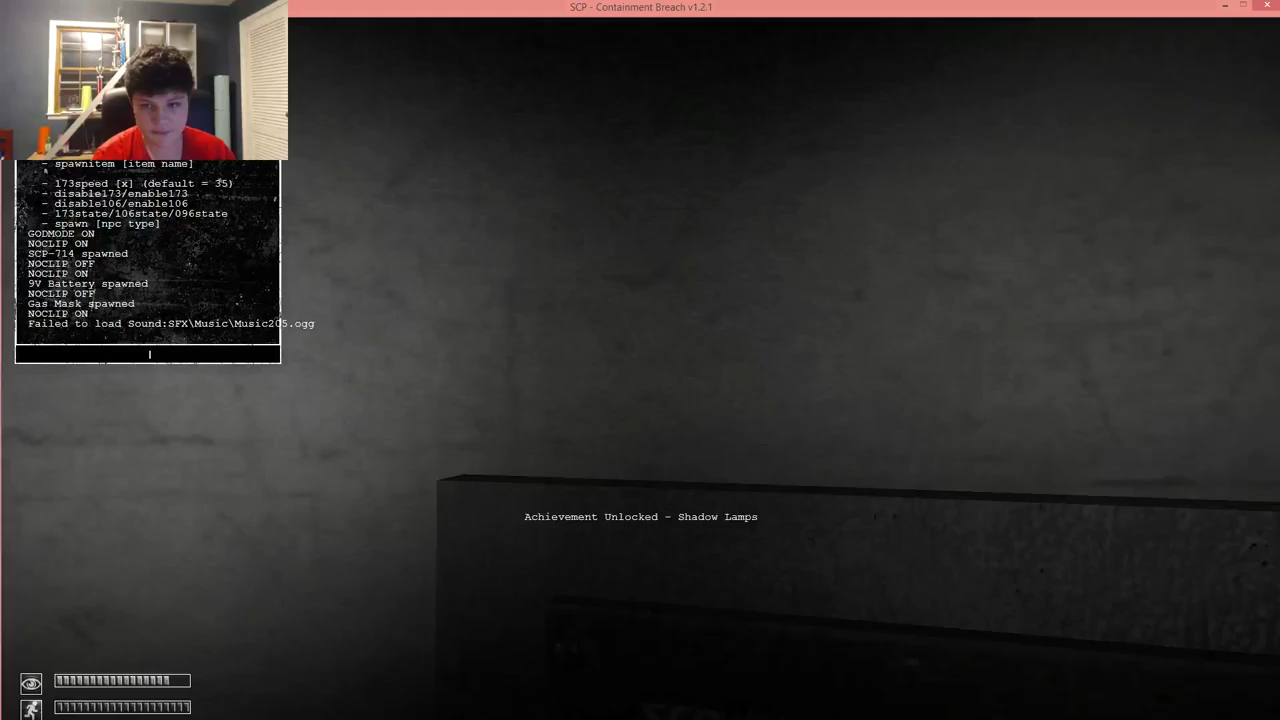 SCP - Containment Breach v1.2.1
- spawnitem [item name]
- 173speed [x] (default = 35)
- disable173/enable173
- disable106/enable106
- 173state/106state/096state
- spawn [npc type]
GODMODE ON
NOCLIP ON
SCP-714 spawned
NOCLIP OFF
NOCLIP ON
9V Battery spawned
NOCLIP OFF
Gas Mask spawned
NOCLIP ON
Failed to load Sound:SFX\Music\Music205.ogg
Achievement Unlocked - Shadow Lamps
SCP